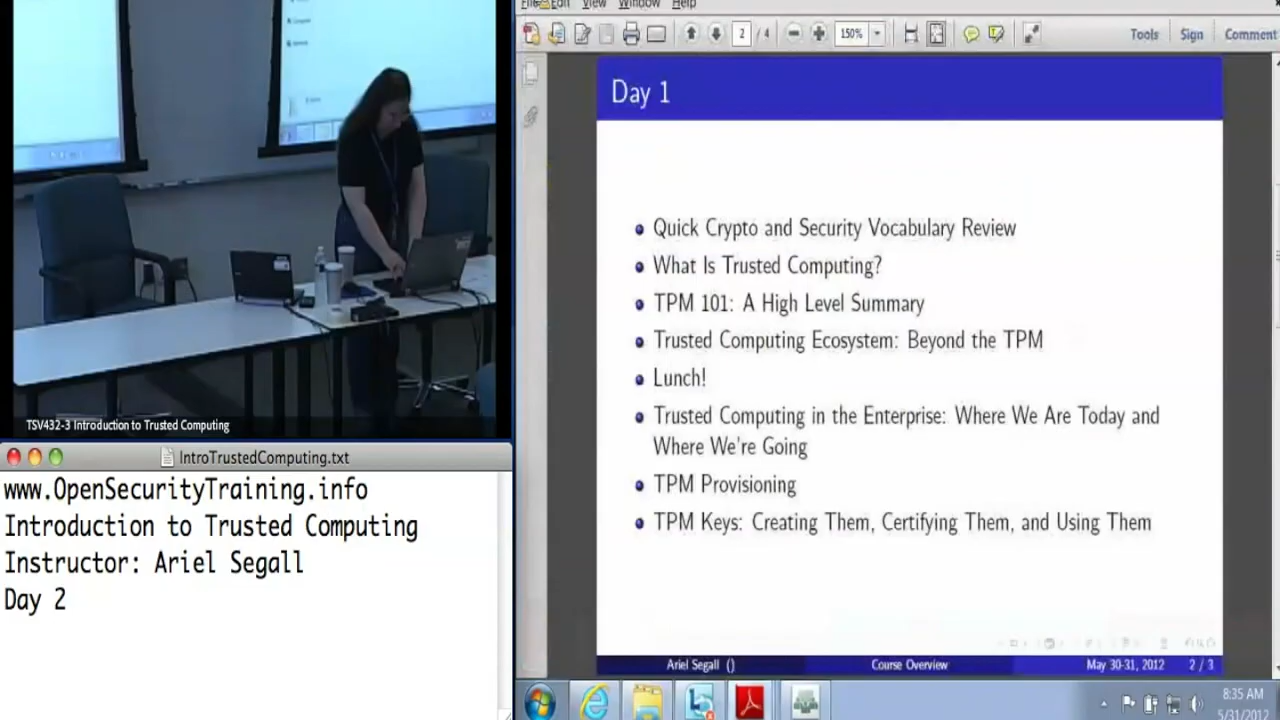 File Edit View Window Help
2 / 4
150%
Tools Sign Comment
Day 1
Quick Crypto and Security Vocabulary Review
What Is Trusted Computing?
TPM 101: A High Level Summary
Trusted Computing Ecosystem: Beyond the TPM
Lunch!
Trusted Computing in the Enterprise: Where We Are Today and
Where We're Going
TPM Provisioning
TPM Keys: Creating Them, Certifying Them, and Using Them
Ariel Segall () Course Overview May 30-31, 2012 2 / 3
8:35 AM
5/31/2012
TSV432-3 Introduction to Trusted Computing
IntroTrustedComputing.txt
www.OpenSecurityTraining.info
Introduction to Trusted Computing
Instructor: Ariel Segall
Day 2